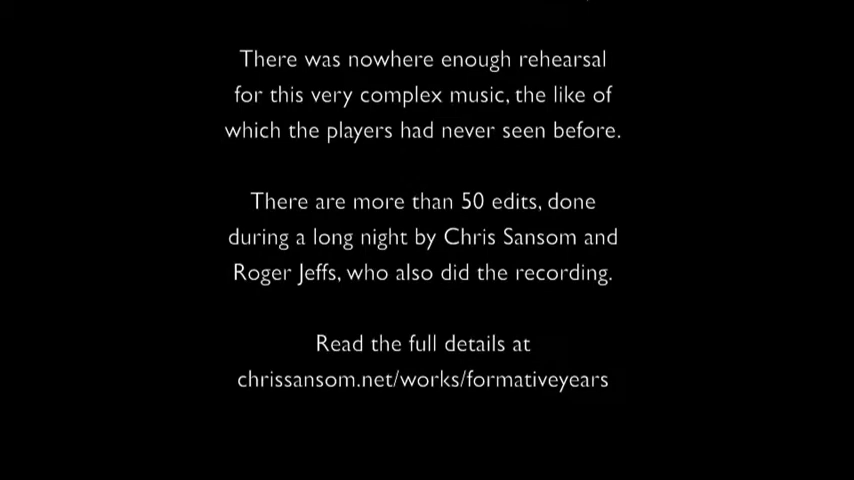 There was nowhere enough rehearsal
for this very complex music, the like of
which the players had never seen before.
There are more than 50 edits, done
during a long night by Chris Sansom and
Roger Jeffs, who also did the recording.
Read the full details at
chrissansom.net/works/formativeyears